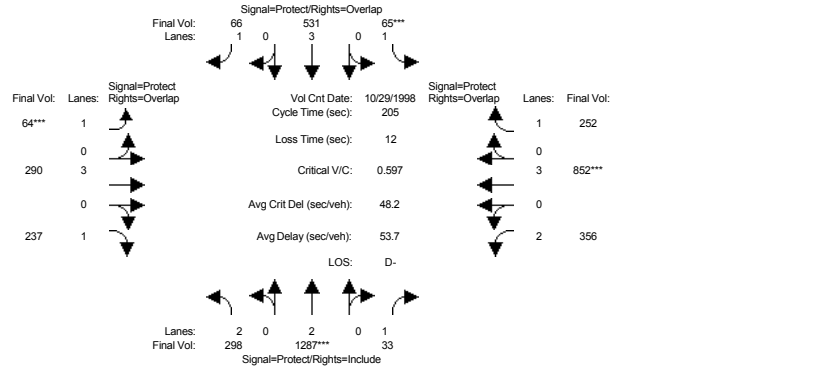 Signal=Protect/Rights=Overlap
Final Vol: 66 531 65***
Lanes: 1 0 3 0 1
Signal=Protect
Final Vol: Lanes: Rights=Overlap
Vol Cnt Date: 10/29/1998
Signal=Protect
Rights=Overlap Lanes: Final Vol:
Cycle Time (sec): 205
64*** 1
1 252
Loss Time (sec): 12
0
0
290 3
Critical V/C: 0.597
3 852***
0
Avg Crit Del (sec/veh): 48.2
0
237 1
Avg Delay (sec/veh): 53.7
2 356
LOS: D-
Lanes: 2 0 2 0 1
Final Vol: 298 1287*** 33
Signal=Protect/Rights=Include